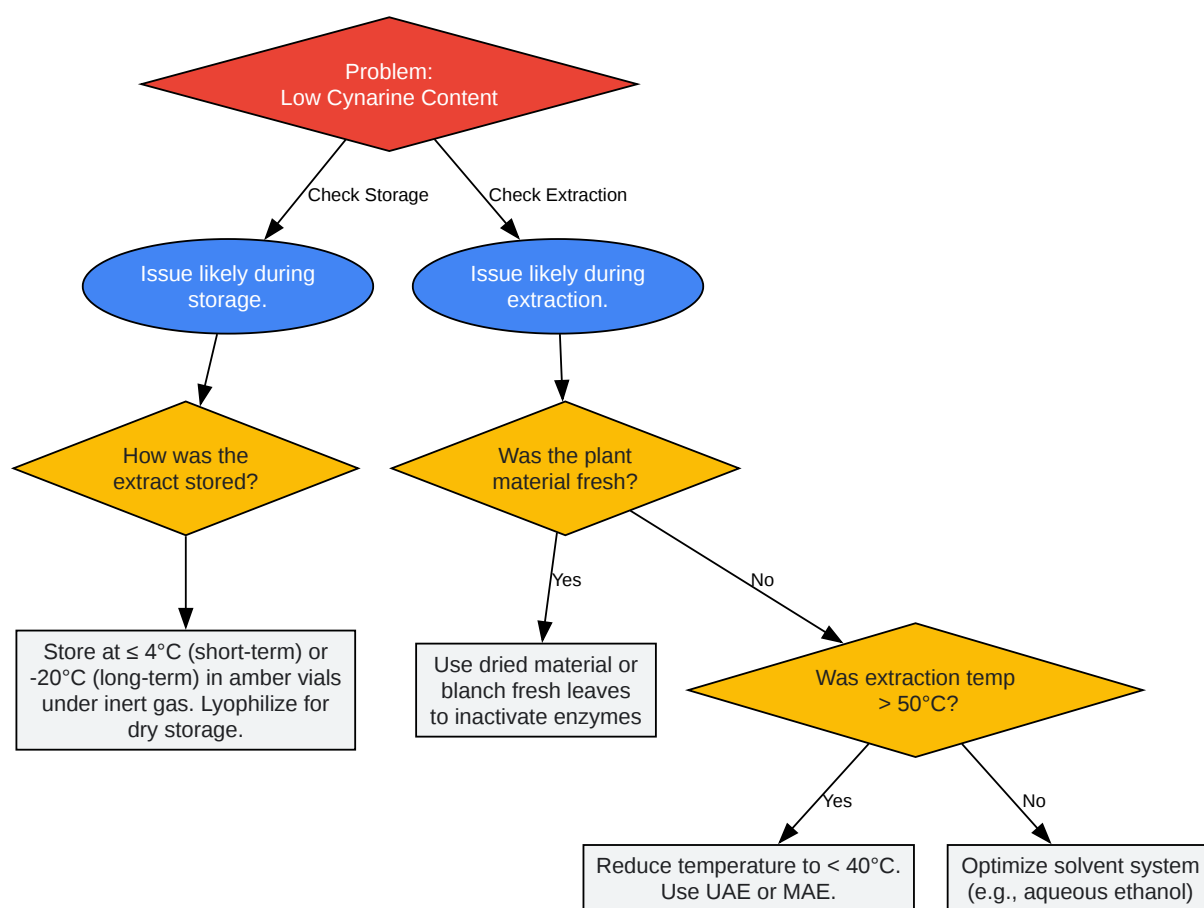 Problem:
Low Cynarine Content
Check Storage
Check Extraction
Issue likely during
storage.
Issue likely during
extraction.
How was the
extract stored?
Was the plant
material fresh?
Yes
No
Store at ≤ 4°C (short-term) or
-20°C (long-term) in amber vials
under inert gas. Lyophilize for
dry storage.
Use dried material or
blanch fresh leaves
to inactivate enzymes
Was extraction temp
> 50°C?
Yes
No
Reduce temperature to < 40°C.
Use UAE or MAE.
Optimize solvent system
(e.g., aqueous ethanol)